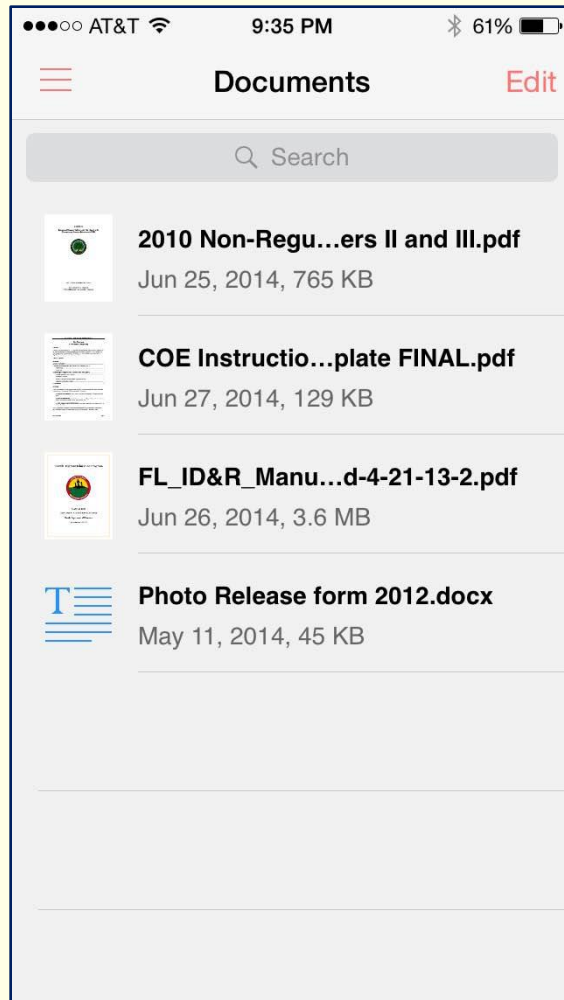 AT&T 9:35 PM 61%
Documents Edit
Search
2010 Non-Regu...ers II and III.pdf
Jun 25, 2014, 765 KB
COE Instructio...plate FINAL.pdf
Jun 27, 2014, 129 KB
FL_ID&R_Manu...d-4-21-13-2.pdf
Jun 26, 2014, 3.6 MB
T
Photo Release form 2012.docx
May 11, 2014, 45 KB